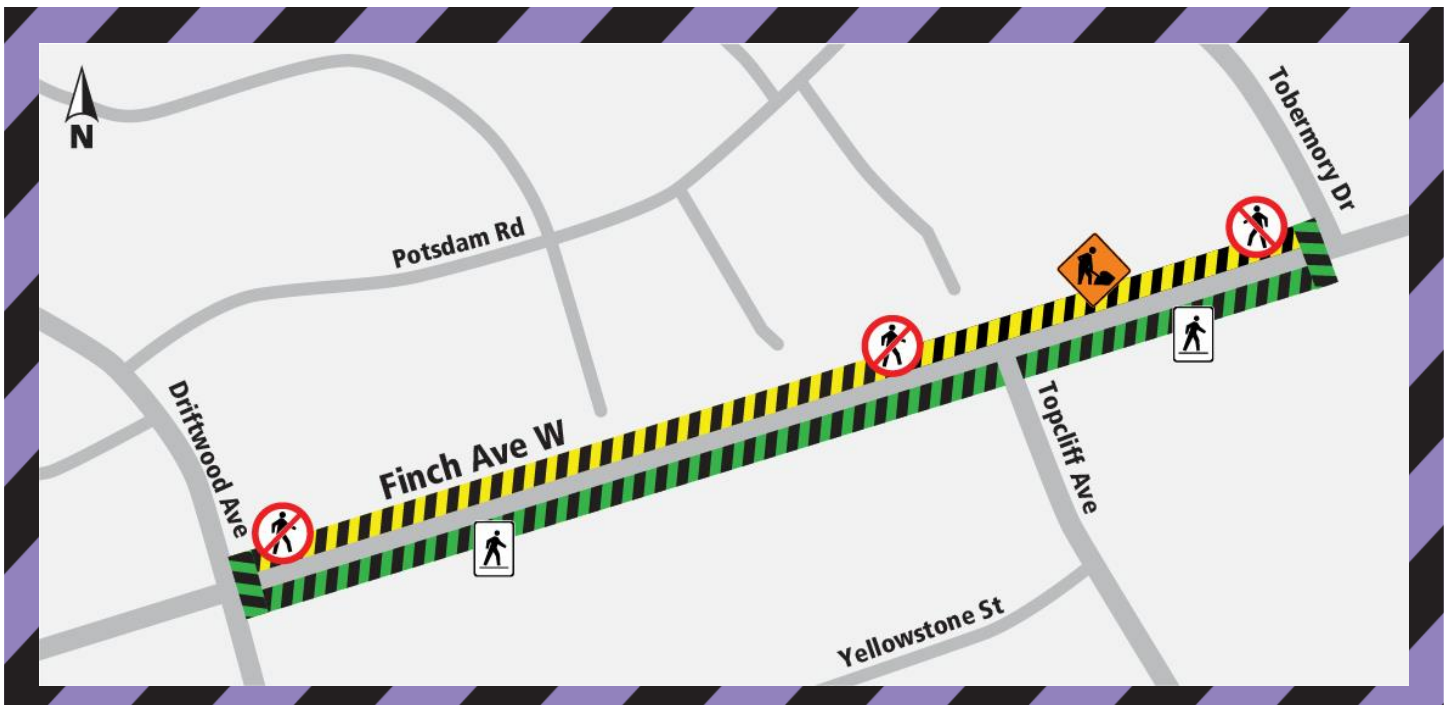 N
Tobermory Dr
Potsdam Rd
Driftwood Ave
Finch Ave W
Topcliff Ave
Yellowstone St